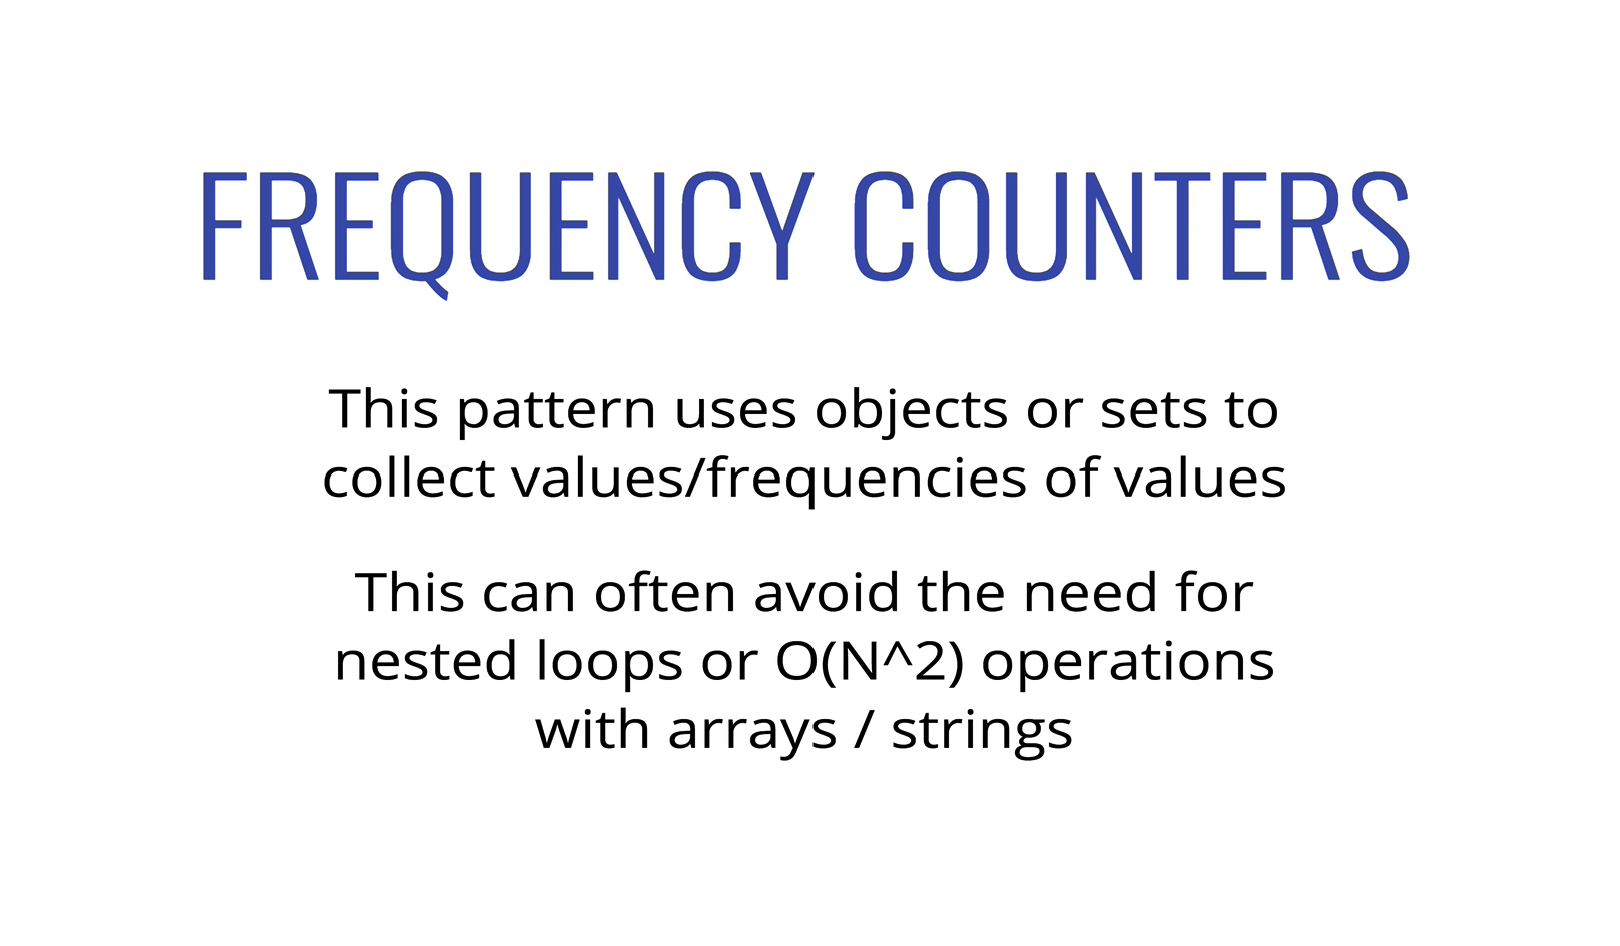 FREQUENCY COUNTERS
This pattern uses objects or sets to
collect values/frequencies of values
This can often avoid the need for
nested loops or O(N^2) operations
with arrays / strings